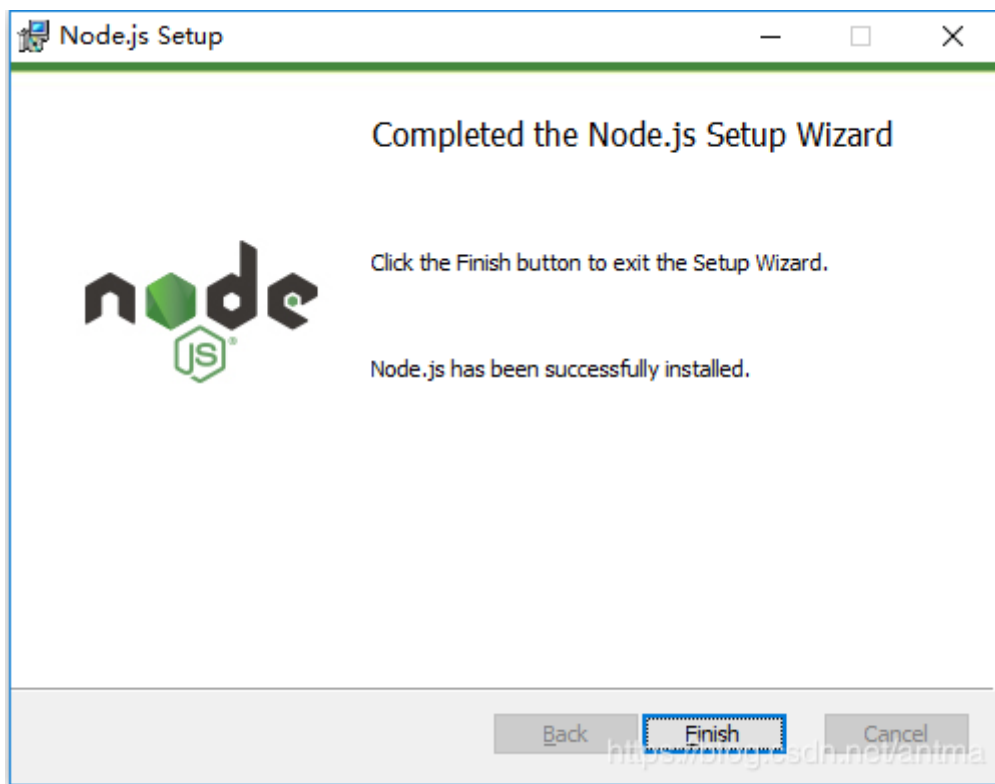 Node.js Setup
Completed the Node.js Setup Wizard
Click the Finish button to exit the Setup Wizard.
node
JS
Node.js has been successfully installed.
Back
Finish
Cancel
https://blog.csdn.net/antma